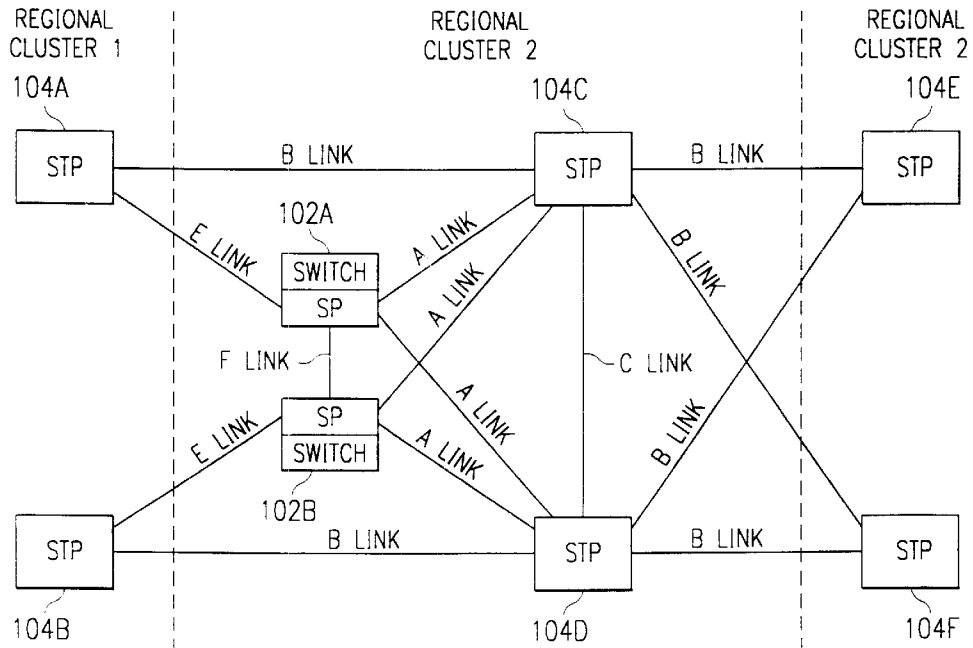 REGIONAL
CLUSTER 1
REGIONAL
CLUSTER 2
REGIONAL
CLUSTER 2
104A
104C
104E
STP
B LINK
STP
B LINK
STP
E LINK
102A
SWITCH
SP
A LINK
A LINK
B LINK
F LINK
C LINK
SP
SWITCH
102B
E LINK
A LINK
A LINK
B LINK
STP
B LINK
STP
B LINK
STP
104B
104D
104F